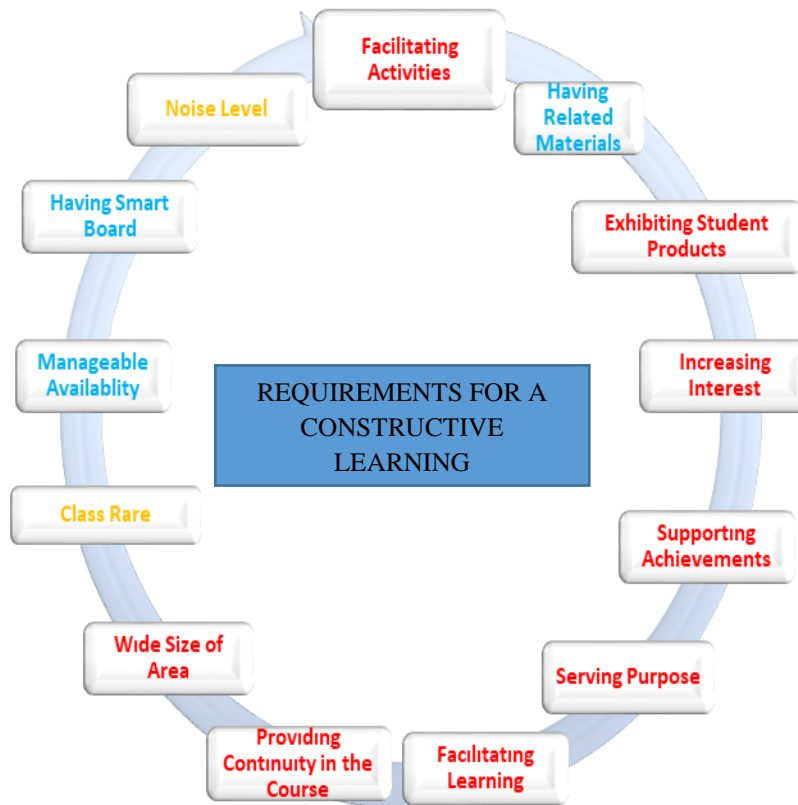 Facilitating
Activities
Having
Related
Materials
Exhibiting Student
Products
Increasing
Interest
Supporting
Achievements
Serving Purpose
Facilitating
Learning
Providing
Continuity in the
Course
Wide Size of
Area
Class Rare
Manageable
Availablity
Having Smart
Board
Noise Level
REQUIREMENTS FOR A
CONSTRUCTIVE
LEARNING